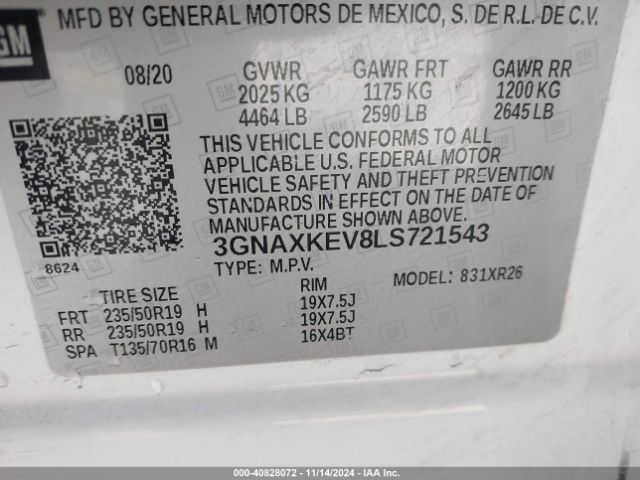 GM
MFD BY GENERAL MOTORS DE MEXICO, S. DE R.L. DE C.V.
08/20 GVWR GAWR FRT GAWR RR
2025 KG 1175 KG 1200 KG
4464 LB 2590 LB 2645 LB
THIS VEHICLE CONFORMS TO ALL
APPLICABLE U.S. FEDERAL MOTOR
VEHICLE SAFETY AND THEFT PREVENTION
STANDARDS IN EFFECT ON THE DATE OF
MANUFACTURE SHOWN ABOVE.
3GNAXKEV8LS721543
8624
TYPE: M.P.V. MODEL: 831XR26
TIRE SIZE RIM
FRT 235/50R19 H 19X7.5J
RR 235/50R19 H 19X7.5J
SPA T135/70R16 M 16X4BT
000-40828072 - 11/14/2024 - IAAI.COM